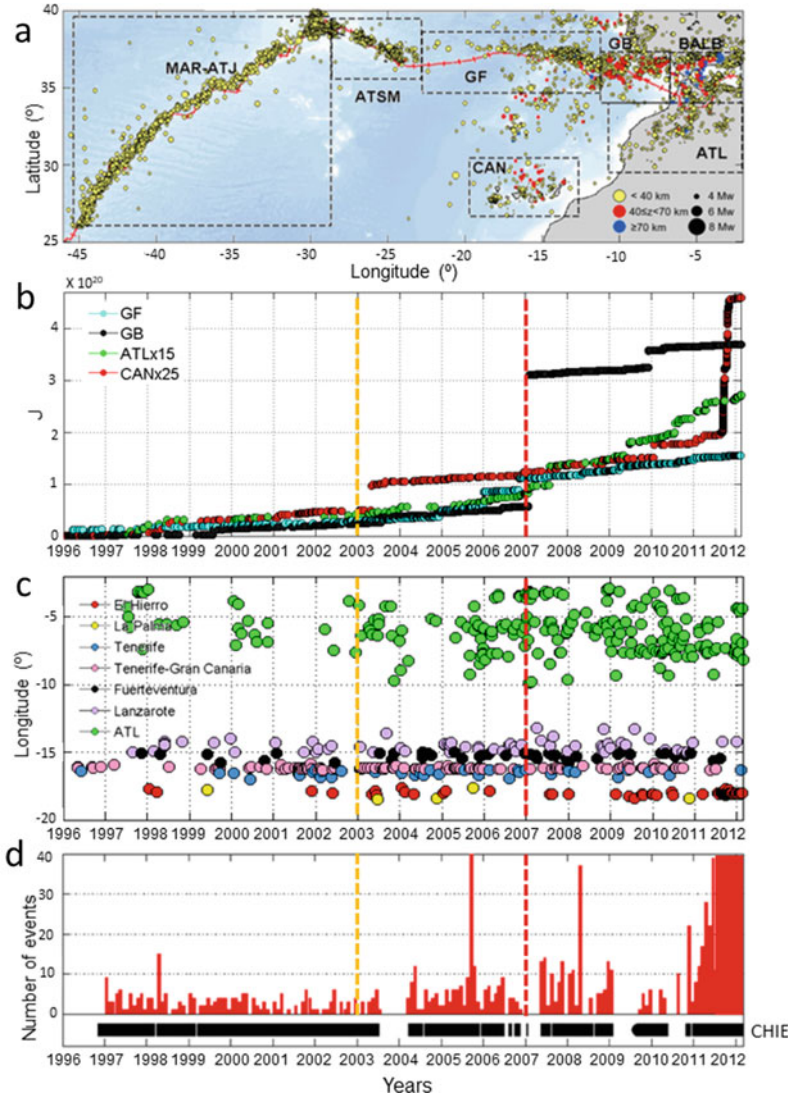 a
40
35
30
25
Latitude (º)
MAR-ATJ
ATSM
GF
GB
BALB
CAN
ATL
< 40 km
40≤z<70 km
≥70 km
4 Mw
6 Mw
8 Mw
-45 -40 -35 -30 -25 -20 -15 -10 -5
Longitude (º)
b
X 10²⁰
GF
GB
ATLx15
CANx25
4
3
2
1
0
J
1996 1997 1998 1999 2000 2001 2002 2003 2004 2005 2006 2007 2008 2009 2010 2011 2012
c
El Hierro
La Palma
Tenerife
Tenerife-Gran Canaria
Fuerteventura
Lanzarote
ATL
-5
-10
-15
-20
Longitude (º)
1996 1997 1998 1999 2000 2001 2002 2003 2004 2005 2006 2007 2008 2009 2010 2011 2012
d
40
30
20
10
0
Number of events
CHIE
1996 1997 1998 1999 2000 2001 2002 2003 2004 2005 2006 2007 2008 2009 2010 2011 2012
Years